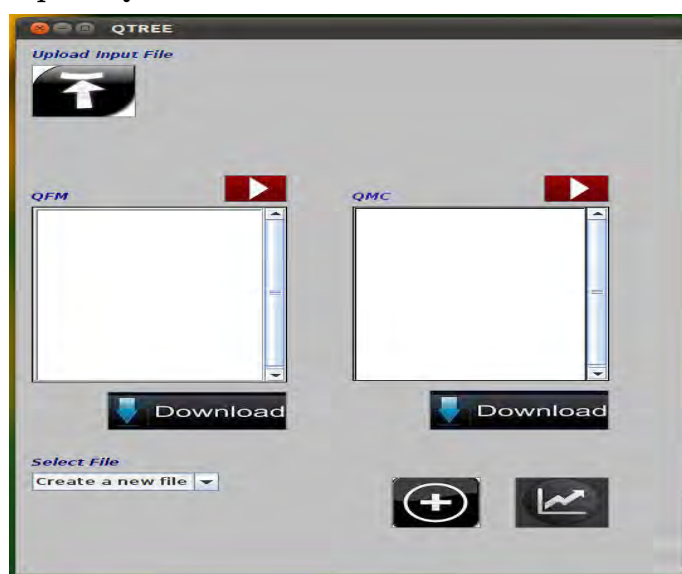 QTREE
Upload Input File
QFM
QMC
Download
Download
Select File
Create a new file